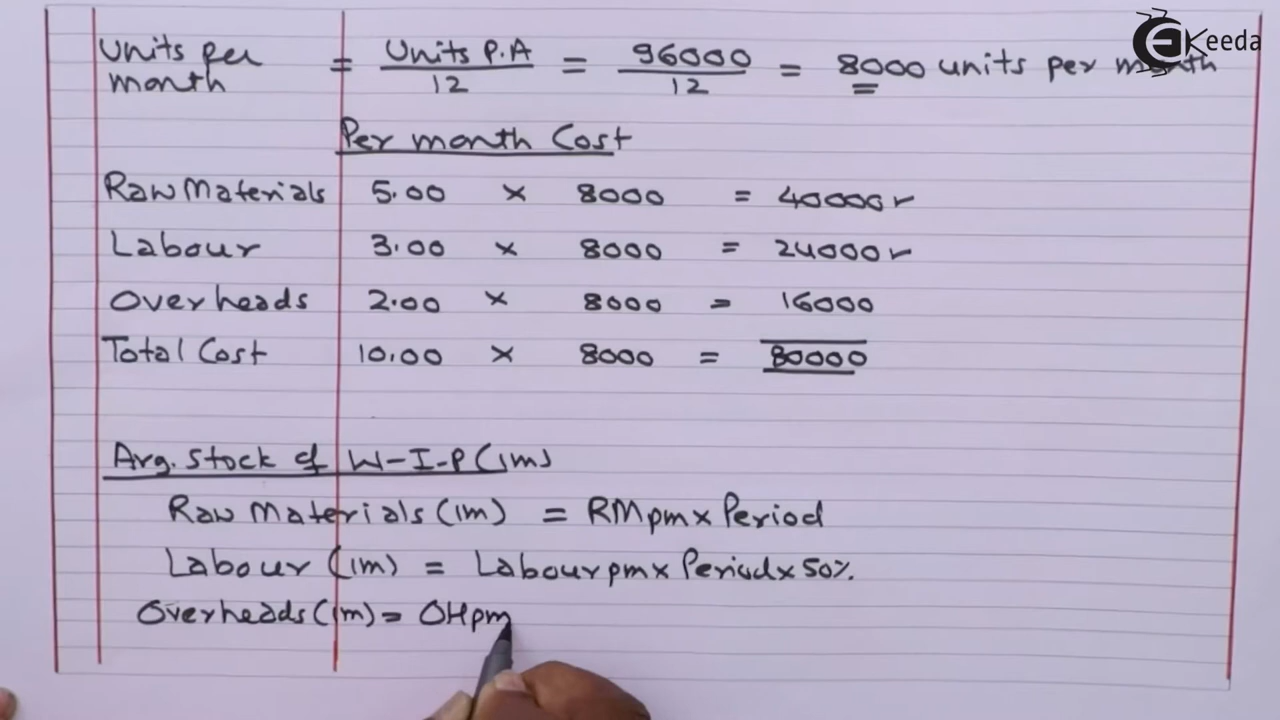 EKeeda
Units per month = Units P.A / 12 = 96000 / 12 = 8000 units per month
Per month Cost
Raw Materials 5.00 × 8000 = 40000
Labour 3.00 × 8000 = 24000
Overheads 2.00 × 8000 = 16000
Total Cost 10.00 × 8000 = 80000
Avg. Stock of W-I-P (1m)
Raw Materials (1m) = RMpm × Period
Labour (1m) = Labourpm × Period × 50%.
Overheads (1m) = OHpm